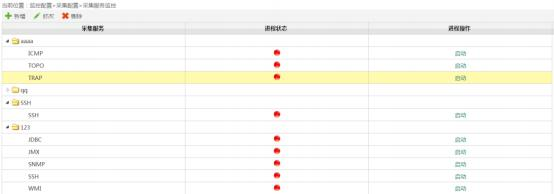 当前位置：监控配置>采集配置>采集服务监控
新增 修改 删除
采集服务 进程状态 进程操作
aaaa
ICMP 启动
TOPO 启动
TRAP 启动
qq
SSH
SSH 启动
123
JDBC 启动
JMX 启动
SNMP 启动
SSH 启动
WMI 启动